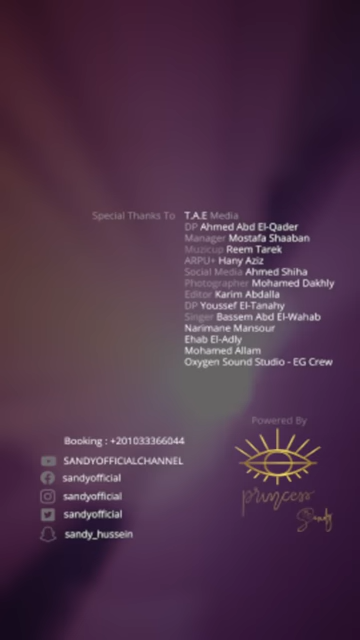 Special Thanks To T.A.E Media
DP Ahmed Abd El-Qader
Manager Mostafa Shaaban
Muzicup Reem Tarek
ARPU+ Hany Aziz
Social Media Ahmed Shiha
Photographer Mohamed Dakhly
Editor Karim Abdalla
DP Youssef El-Tanahy
Singer Bassem Abd El-Wahab
Narimane Mansour
Ehab El-Adly
Mohamed Allam
Oxygen Sound Studio - EG Crew
Powered By
princess
Sandy
Booking : +201033366044
SANDYOFFICIALCHANNEL
sandyofficial
sandyofficial
sandyofficial
sandy_hussein